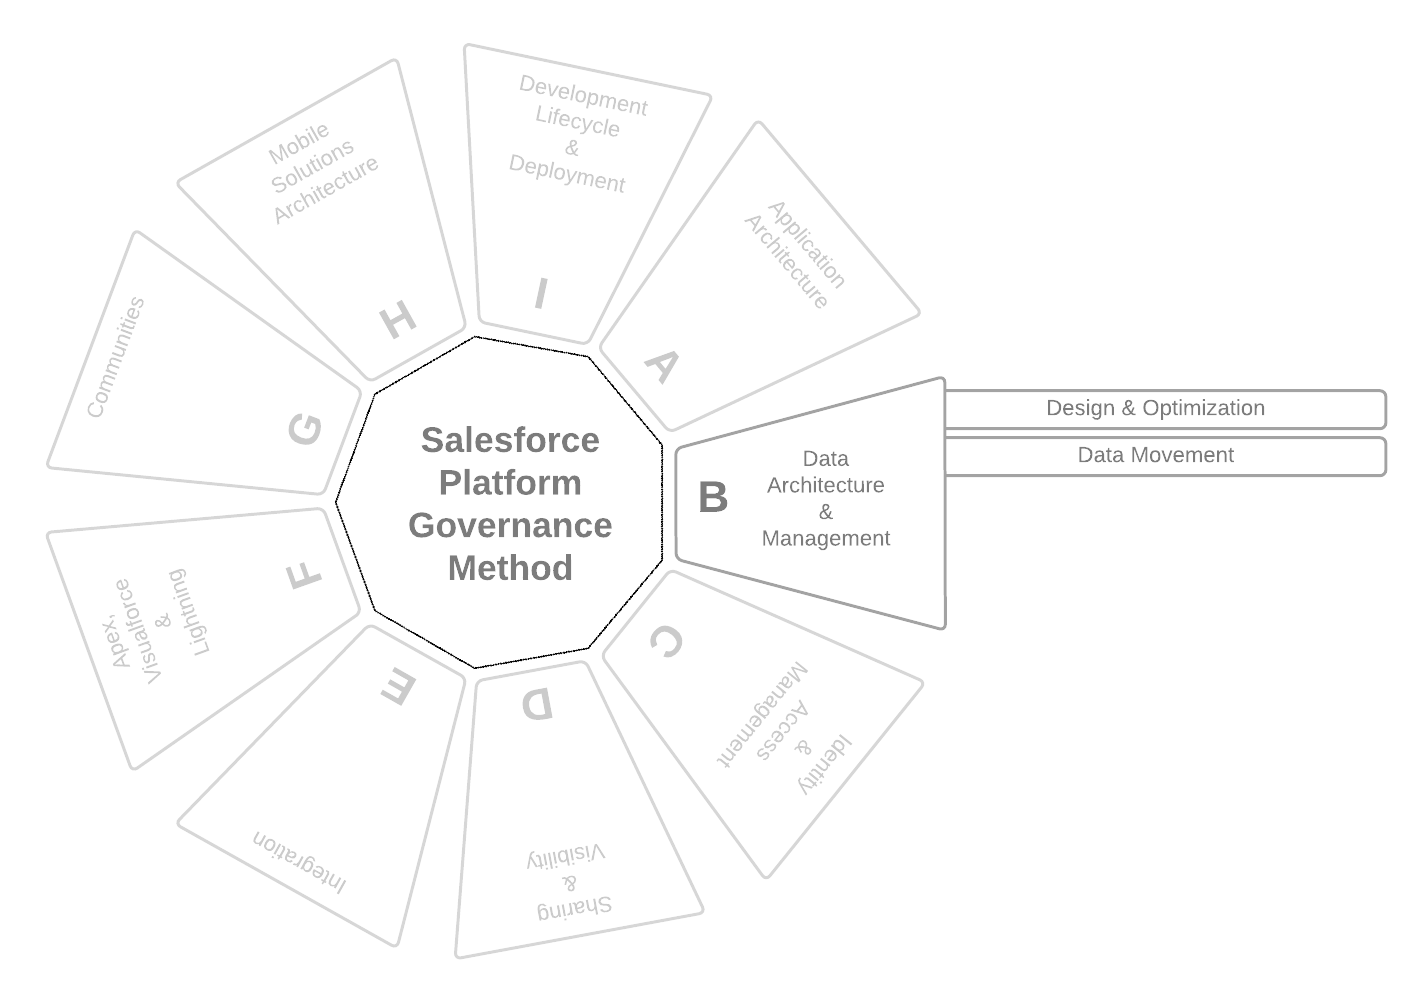 Salesforce
Platform
Governance
Method
A
Application
Architecture
B
Data
Architecture
&
Management
Design & Optimization
Data Movement
C
Identity
&
Access
Management
D
Sharing
&
Visibility
E
Integration
F
Apex,
Visualforce
&
Lightning
G
Communities
H
Mobile
Solutions
Architecture
I
Development
Lifecycle
&
Deployment